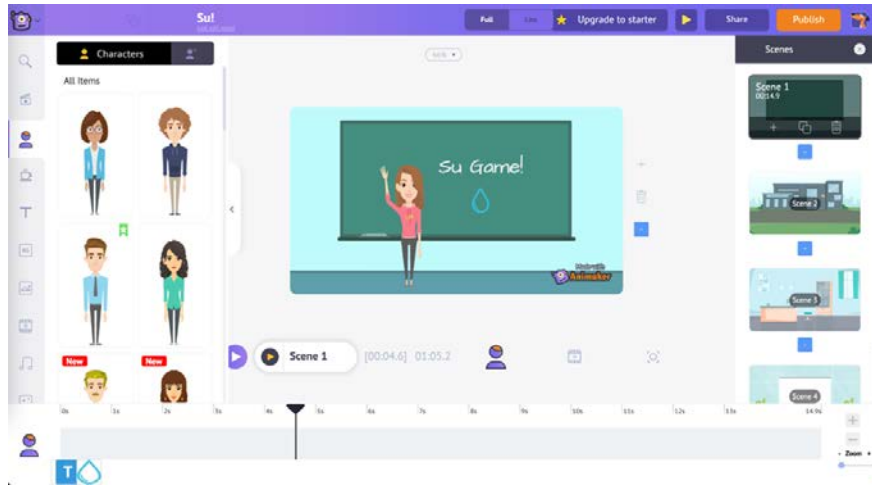 Su!
Full
Lite
Upgrade to starter
Share
Publish
Characters
All Items
New
New
Su Game!
Made with
Animaker
Scene 1
[00:04.6] 01:05.2
Scenes
Scene 1
00:14.9
Scene 2
Scene 3
Scene 4
0s 1s 2s 3s 4s 5s 6s 7s 8s 9s 10s 11s 12s 13s 14.9s
T
- Zoom +